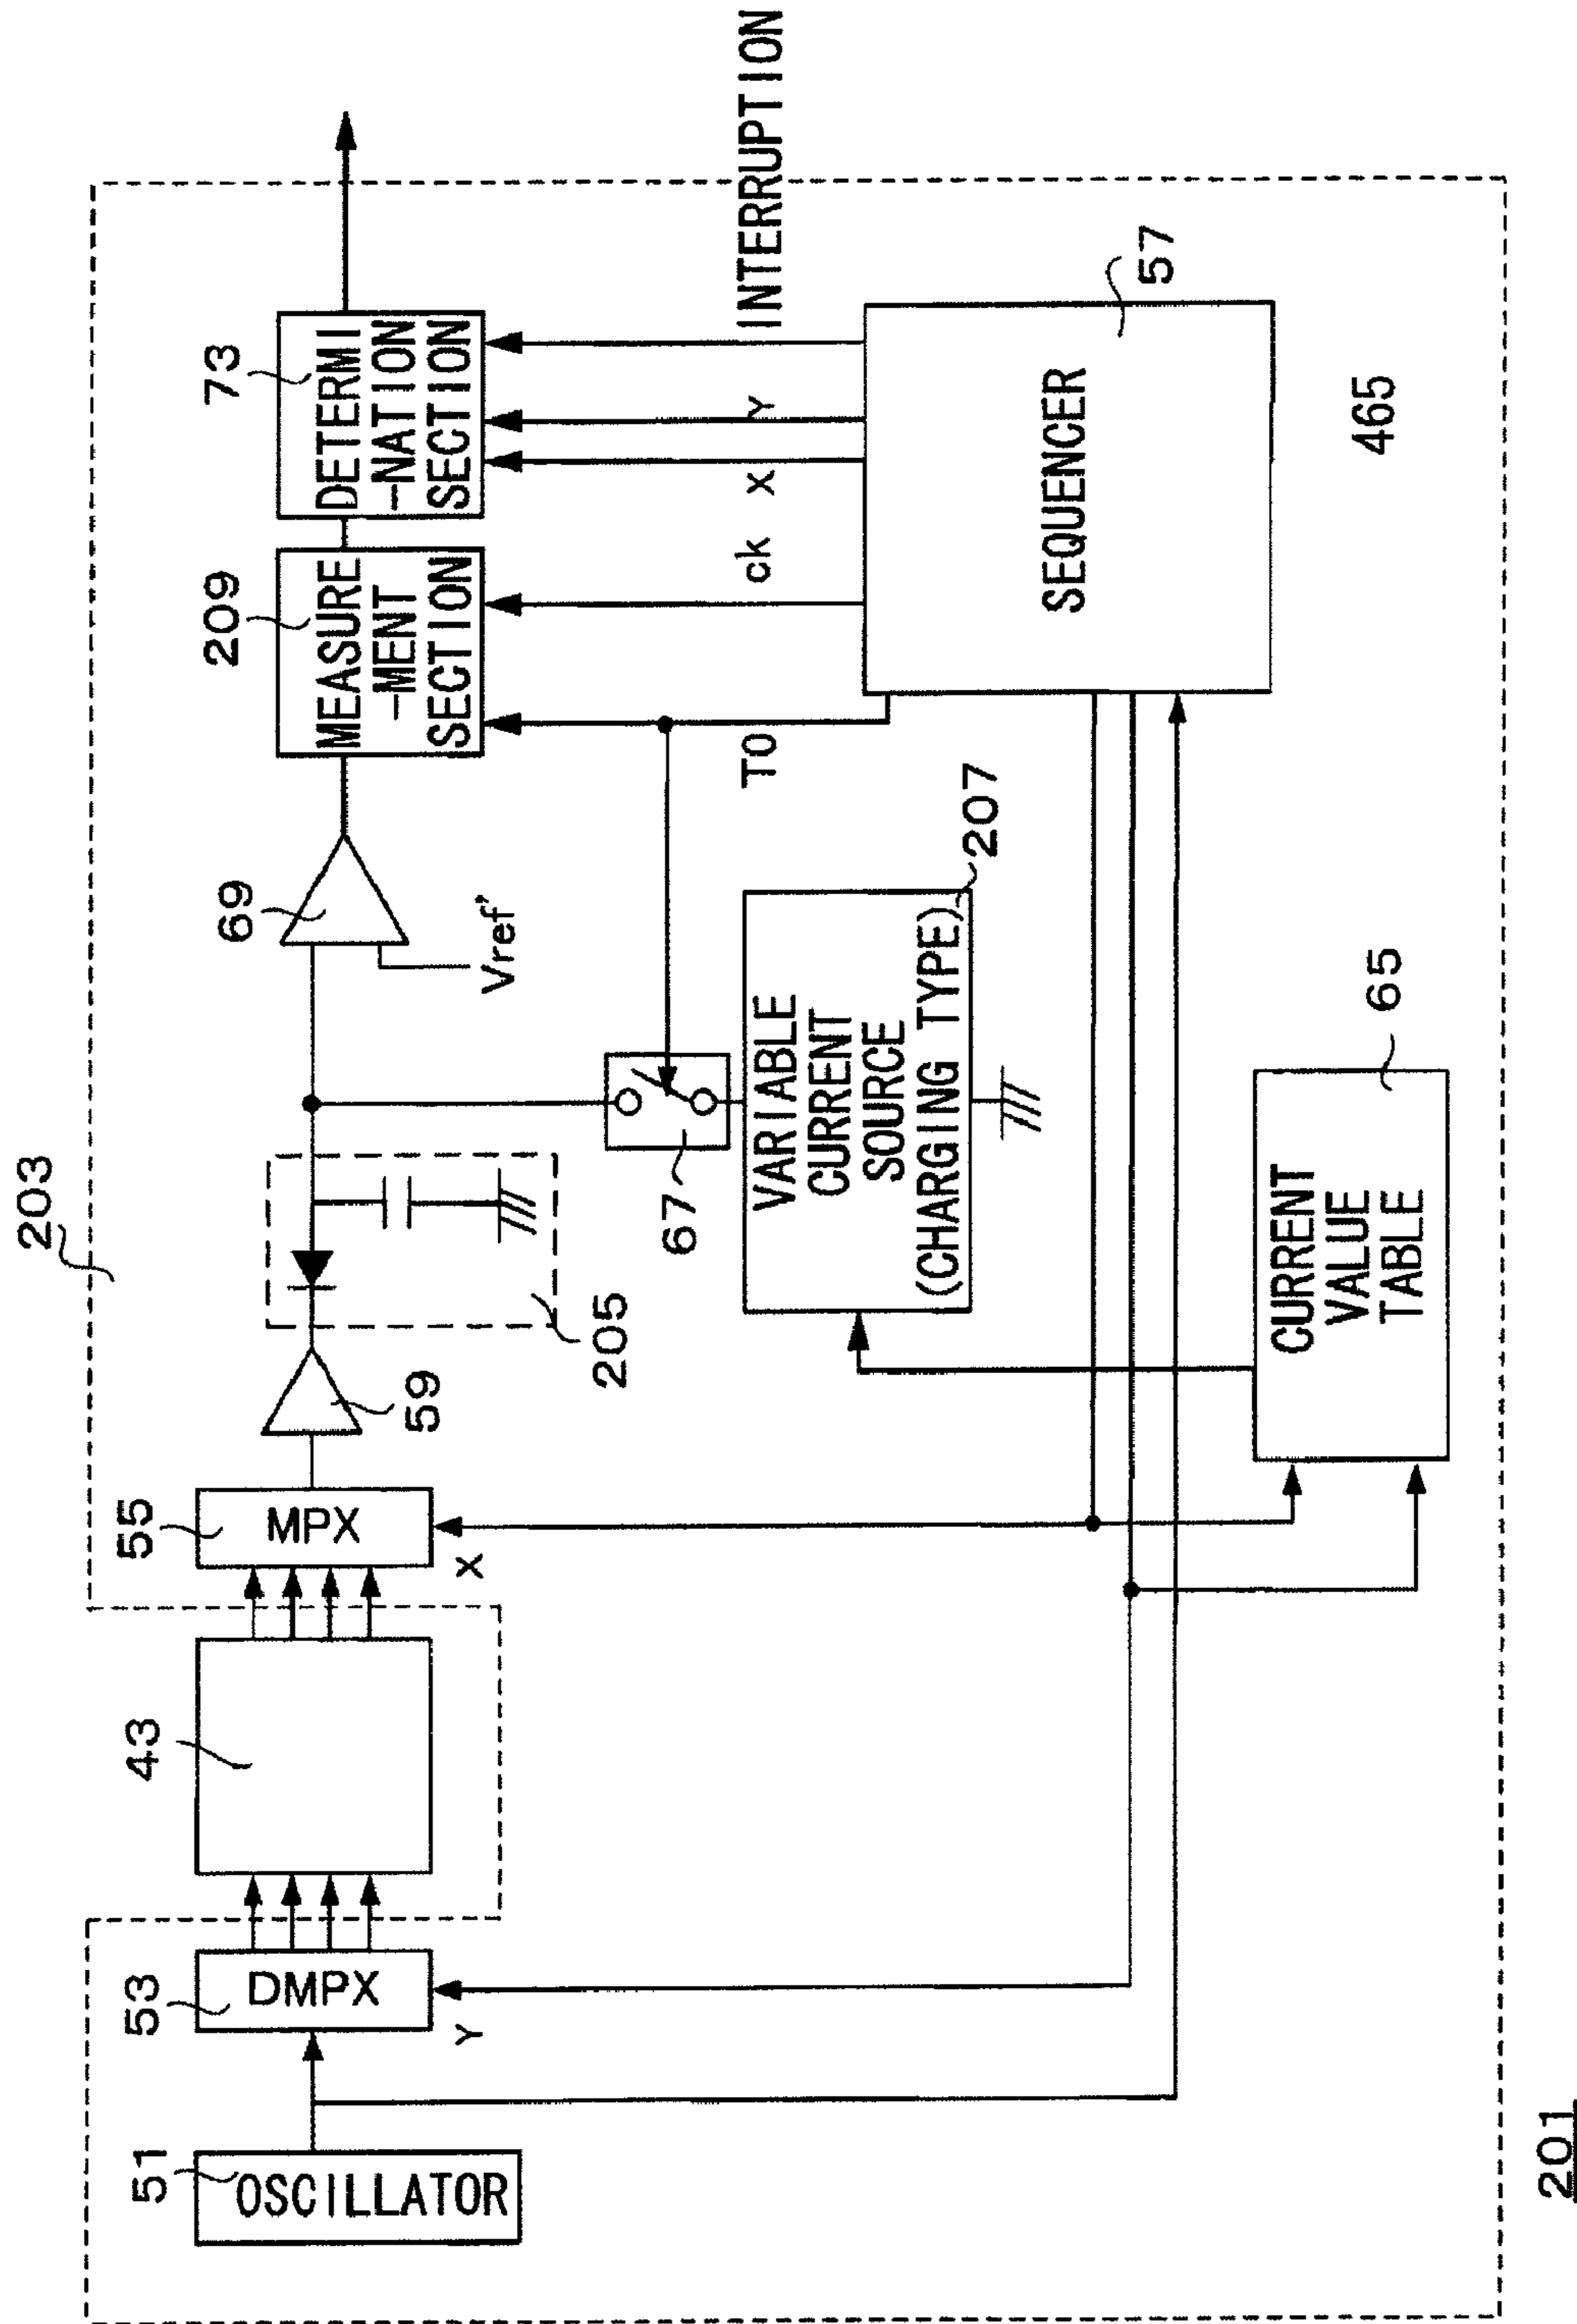 203
73
DETERMI
-NATION
SECTION
209
MEASURE
-MENT
SECTION
69
Vref'
59
205
55
MPX
X
43
53
DMPX
Y
51
OSCILLATOR
67
VARIABLE
CURRENT
SOURCE
(CHARGING TYPE)
207
T0
ck
X
Y
INTERRUPTION
57
SEQUENCER
465
65
CURRENT
VALUE
TABLE
201